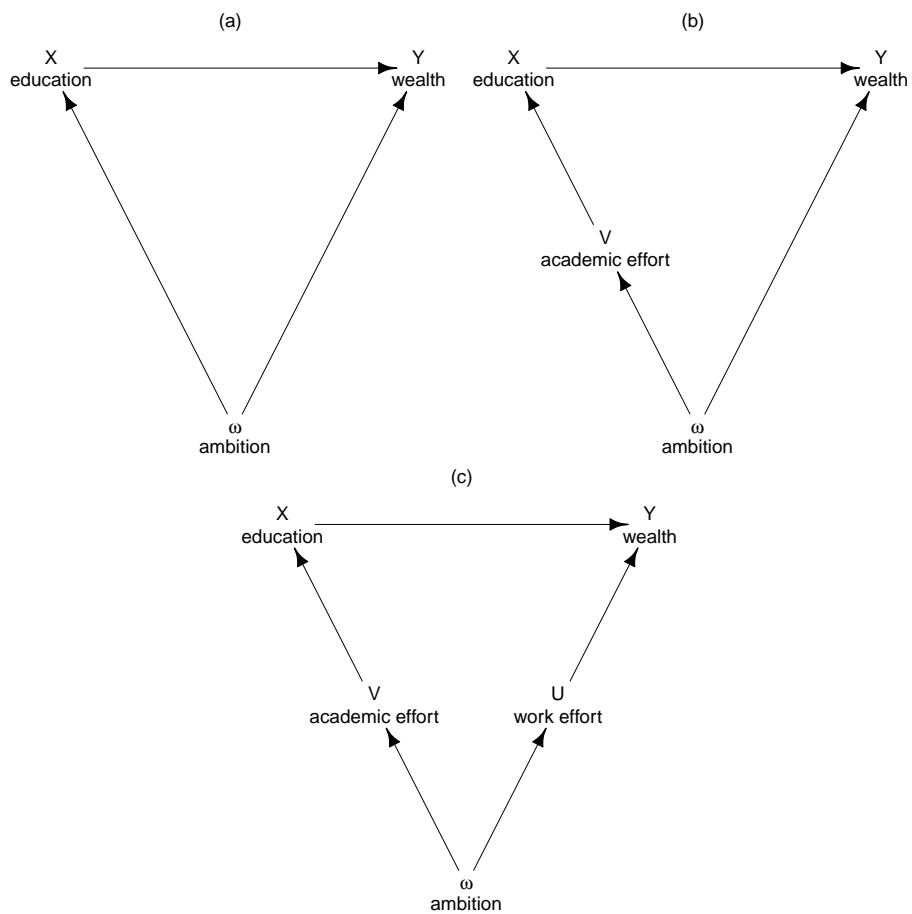 (a)
X
education
Y
wealth
ω
ambition
(b)
X
education
Y
wealth
V
academic effort
ω
ambition
(c)
X
education
Y
wealth
V
academic effort
U
work effort
ω
ambition